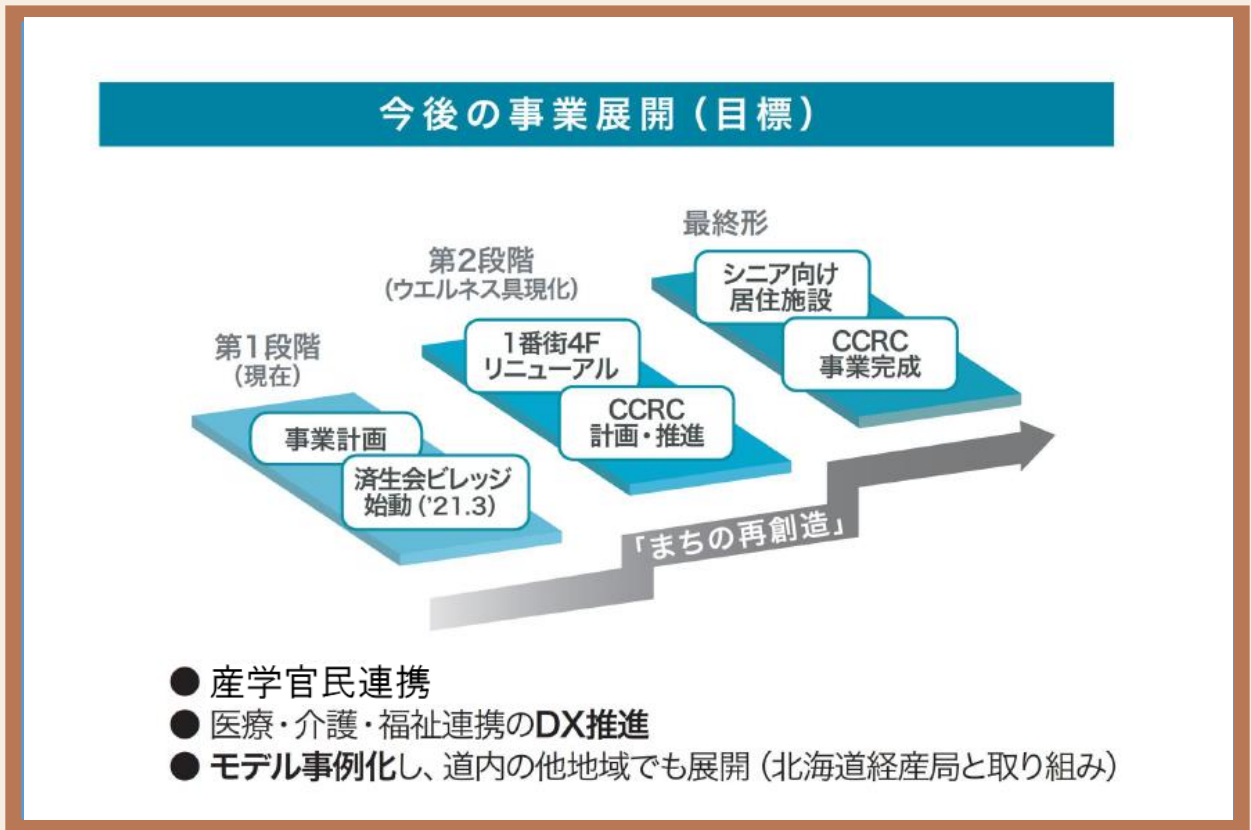 今後の事業展開（目標）
第1段階
（現在）
事業計画
済生会ビレッジ
始動（’21.3）
第2段階
（ウエルネス具現化）
1番街4F
リニューアル
CCRC
計画・推進
最終形
シニア向け
居住施設
CCRC
事業完成
「まちの再創造」
● 産学官民連携
● 医療・介護・福祉連携のDX推進
● モデル事例化し、道内の他地域でも展開（北海道経産局と取り組み）